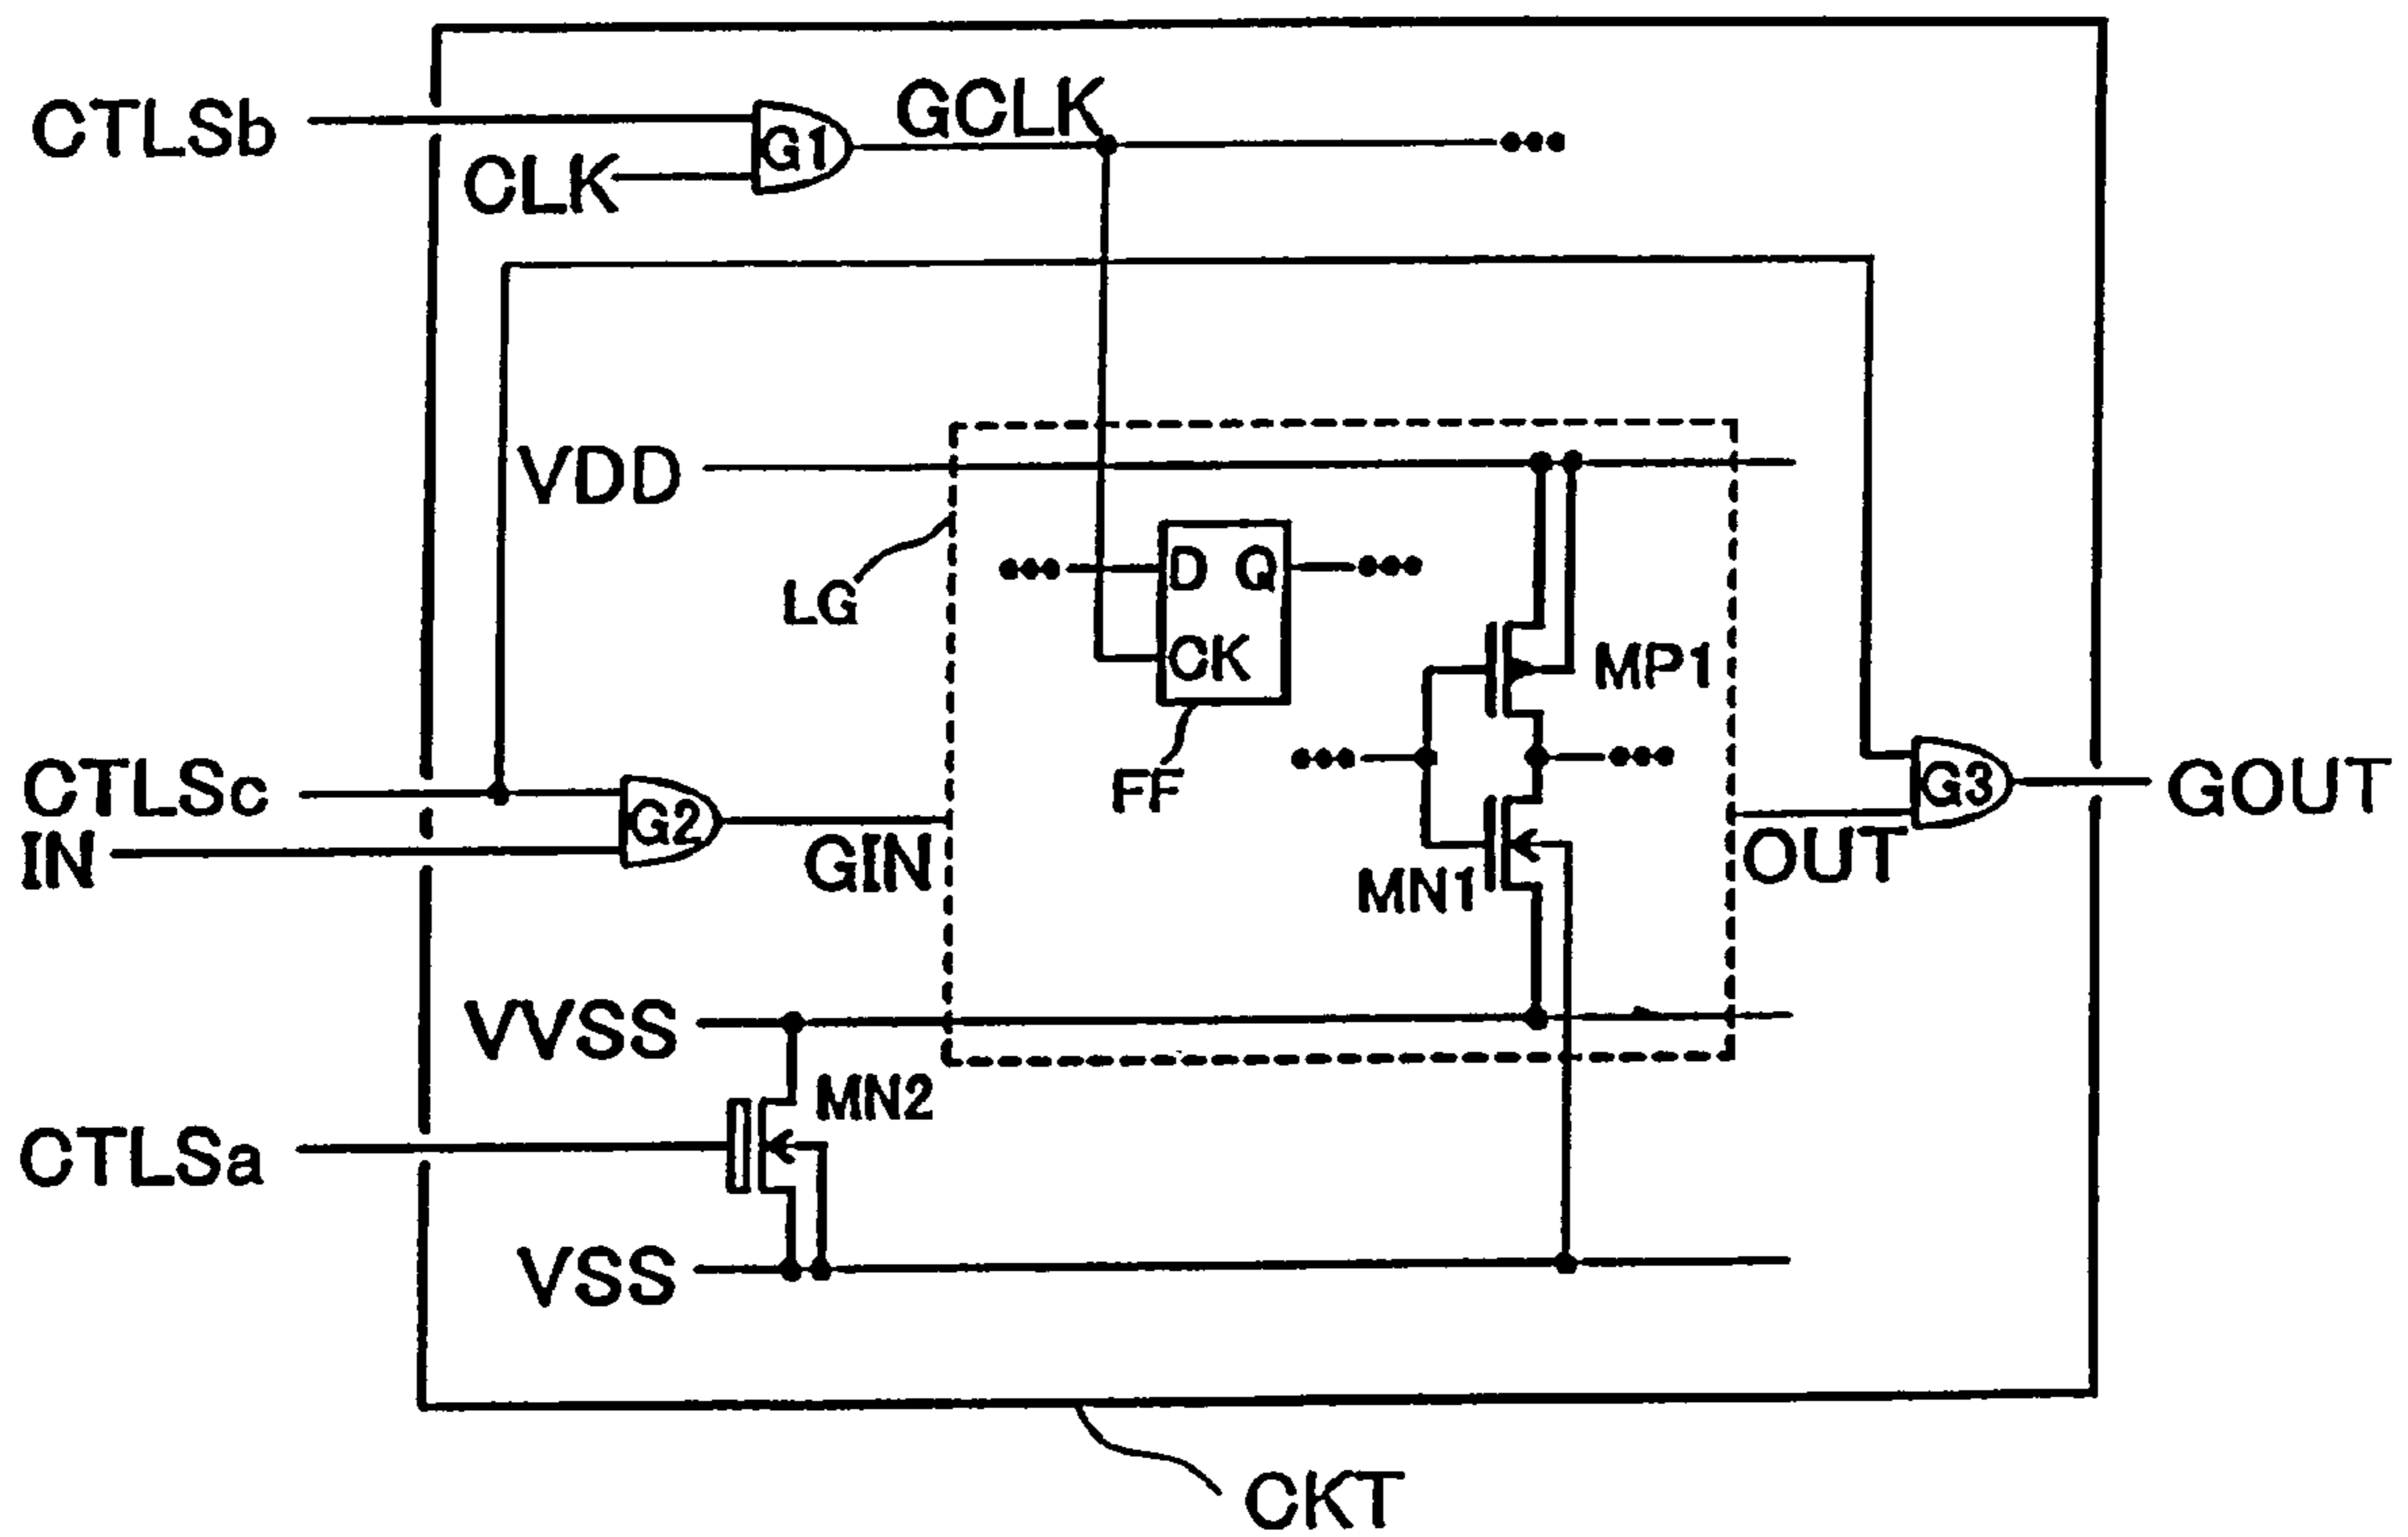 CTLSb
GCLK
G1
CLK
VDD
LG
D Q
CK
MP1
FF
CTLSc
G2
G3
GOUT
IN
GIN
OUT
MN1
VVSS
MN2
CTLSa
VSS
CKT